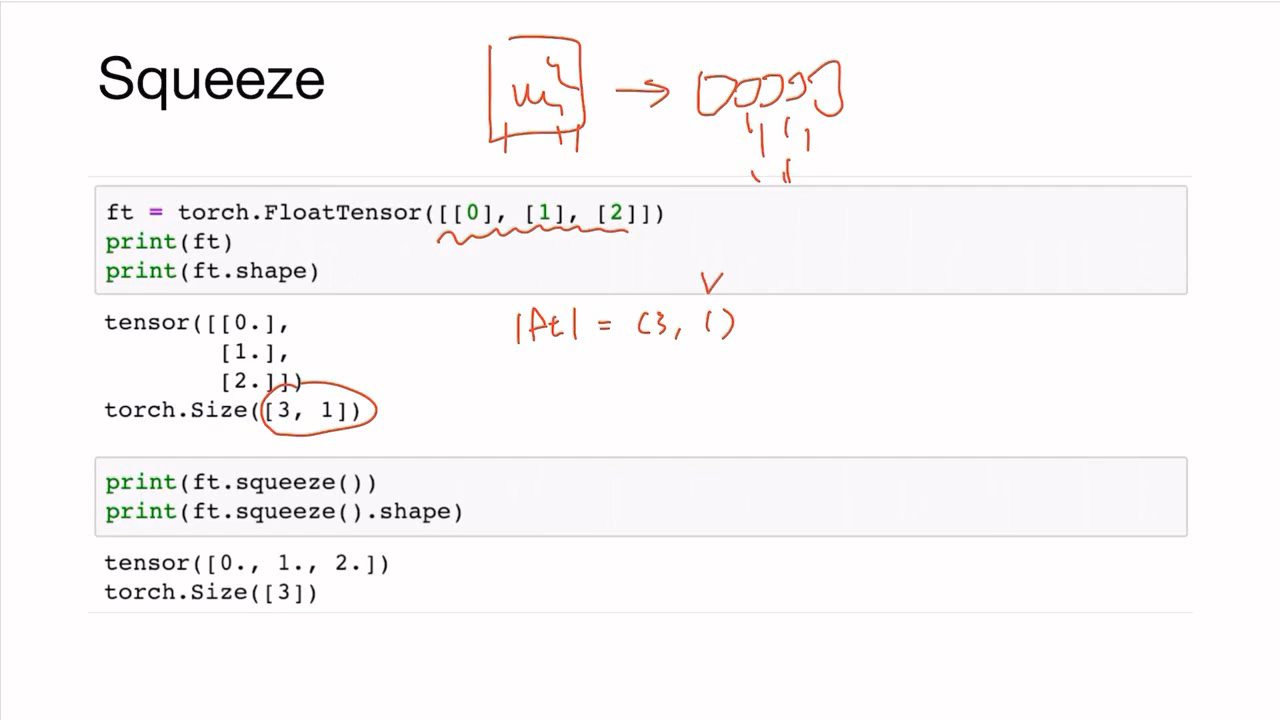 Squeeze
ft = torch.FloatTensor([[0], [1], [2]])
print(ft)
print(ft.shape)
|ft| = (3, 1)
tensor([[0.],
[1.],
[2.]])
torch.Size([3, 1])
print(ft.squeeze())
print(ft.squeeze().shape)
tensor([0., 1., 2.])
torch.Size([3])